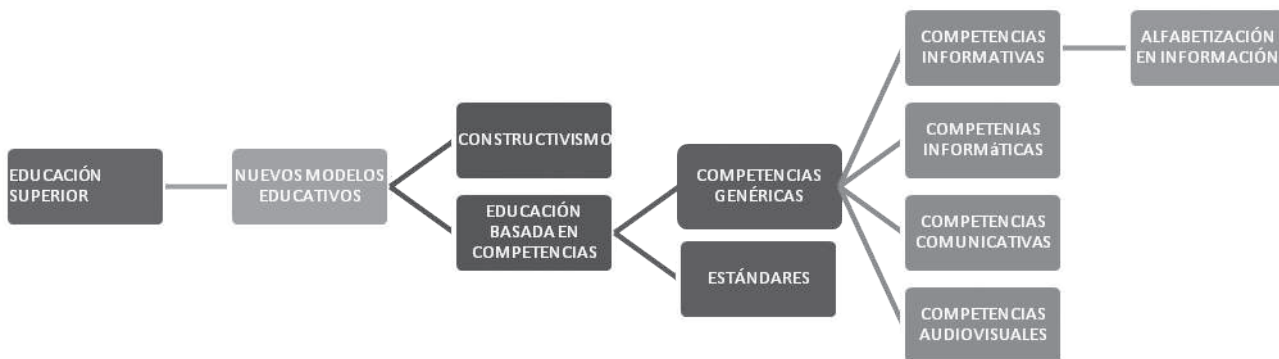 EDUCACIÓN
SUPERIOR
NUEVOS MODELOS
EDUCATIVOS
CONSTRUCTIVISMO
EDUCACIÓN
BASADA EN
COMPETENCIAS
COMPETENCIAS
GENÉRICAS
ESTÁNDARES
COMPETENCIAS
INFORMATIVAS
COMPETENIAS
INFORMáTICAS
COMPETENCIAS
COMUNICATIVAS
COMPETENCIAS
AUDIOVISUALES
ALFABETIZACIÓN
EN INFORMACIÓN